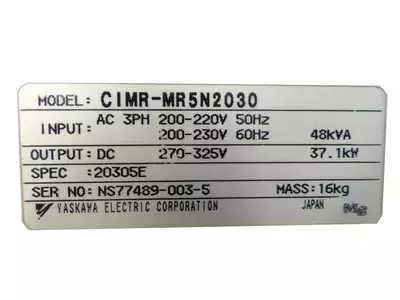 MODEL: CIMR-MR5N2030
INPUT: AC 3PH 200-220V 50Hz
200-230V 60Hz 48kVA
OUTPUT: DC 270-325V 37.1kW
SPEC : 20305E
SER NO: NS77489-003-5 MASS: 16kg
YASKAWA ELECTRIC CORPORATION JAPAN